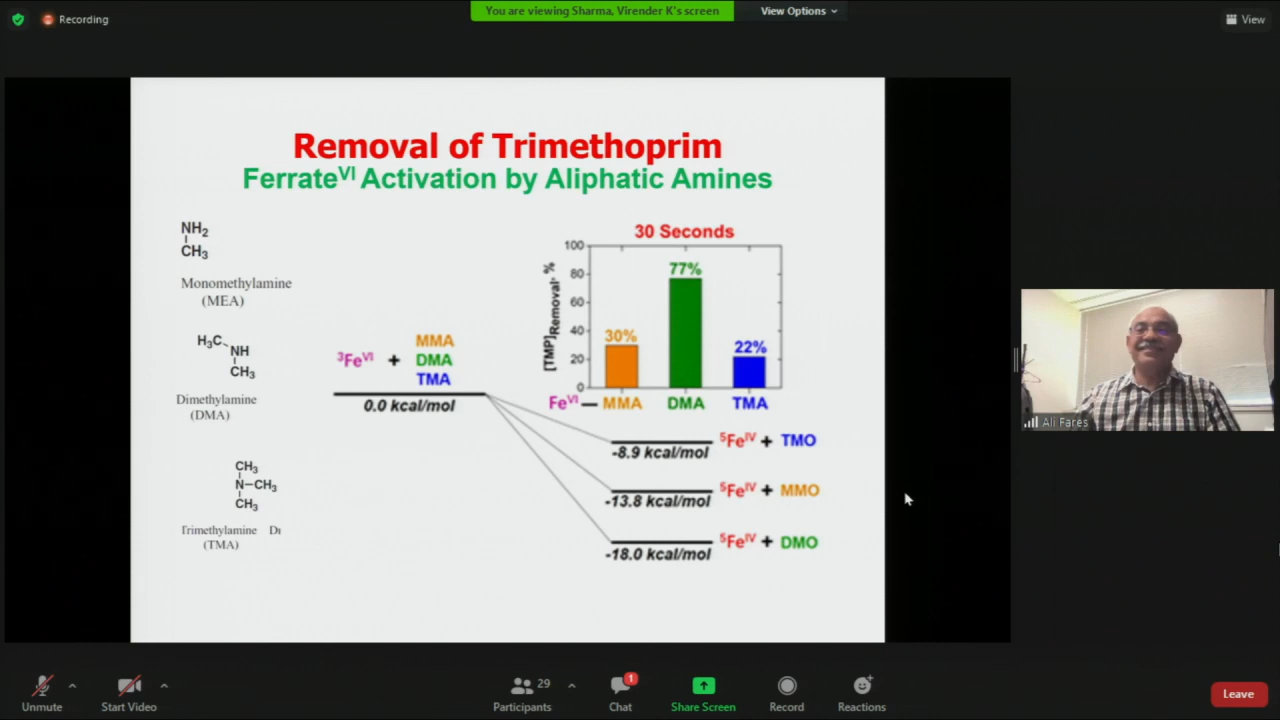 Recording
You are viewing Sharma, Virender K's screen
View Options
View
Removal of Trimethoprim
Ferrate^VI Activation by Aliphatic Amines
NH2
CH3
Monomethylamine
(MEA)
H3C
NH
CH3
Dimethylamine
(DMA)
CH3
N–CH3
CH3
Trimethylamine
(TMA)
3Fe^VI + MMA
DMA
TMA
0.0 kcal/mol
30 Seconds
[TMP]Removal, %
100
80
60
40
20
0
30%
77%
22%
Fe^VI — MMA DMA TMA
5Fe^IV + TMO
-8.9 kcal/mol
5Fe^IV + MMO
-13.8 kcal/mol
5Fe^IV + DMO
-18.0 kcal/mol
Ali Fares
Unmute
Start Video
29
Participants
1
Chat
Share Screen
Record
Reactions
Leave